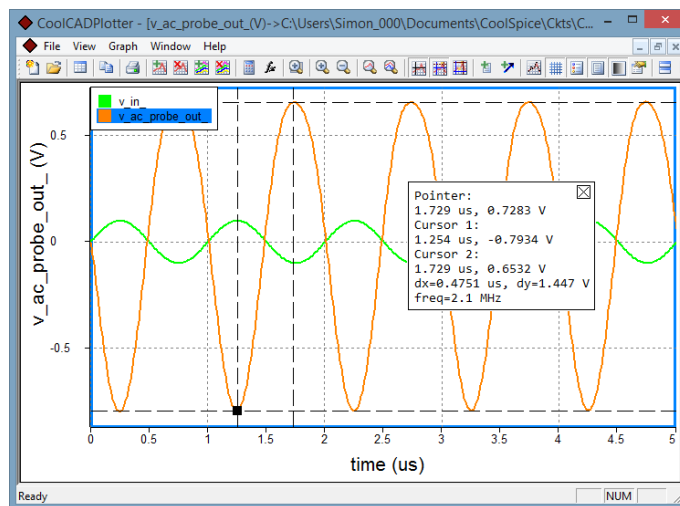 CoolCADPlotter - [v_ac_probe_out_(V)->C:\Users\Simon_000\Documents\CoolSpice\Ckts\C...
File View Graph Window Help
v_in_
v_ac_probe_out_
v_ac_probe_out_ (V)
0.5
0
-0.5
Pointer:
1.729 us, 0.7283 V
Cursor 1:
1.254 us, -0.7934 V
Cursor 2:
1.729 us, 0.6532 V
dx=0.4751 us, dy=1.447 V
freq=2.1 MHz
0 0.5 1 1.5 2 2.5 3 3.5 4 4.5 5
time (us)
Ready NUM